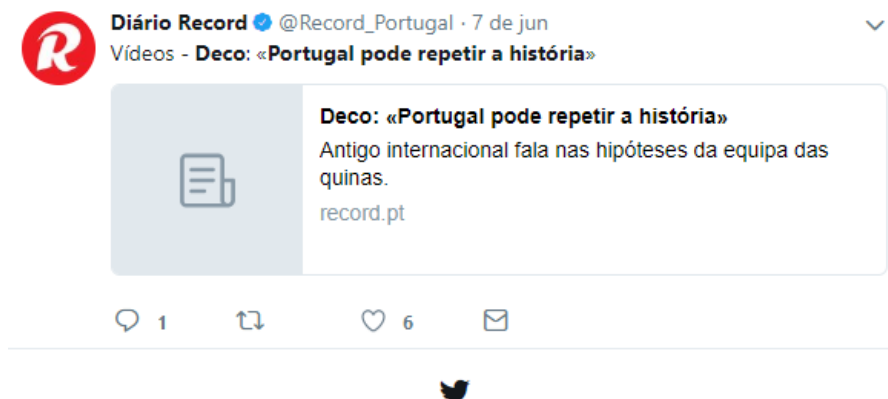 Diário Record @Record_Portugal · 7 de jun
Vídeos - Deco: «Portugal pode repetir a história»
Deco: «Portugal pode repetir a história»
Antigo internacional fala nas hipóteses da equipa das
quinas.
record.pt
1 6